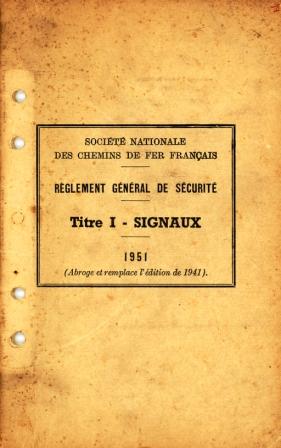 SOCIÉTÉ NATIONALE
DES CHEMINS DE FER FRANÇAIS
RÈGLEMENT GÉNÉRAL DE SÉCURITÉ
Titre I - SIGNAUX
1951
(Abroge et remplace l'édition de 1941).